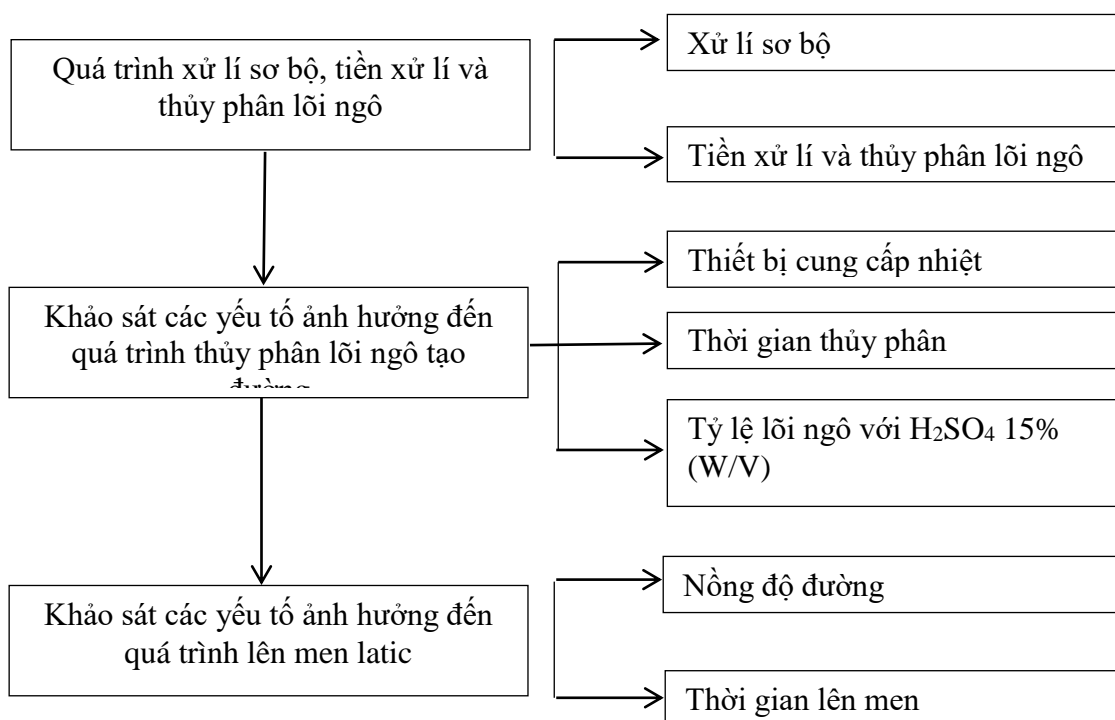 Quá trình xử lí sơ bộ, tiền xử lí và
thủy phân lõi ngô
Xử lí sơ bộ
Tiền xử lí và thủy phân lõi ngô
Khảo sát các yếu tố ảnh hưởng đến
quá trình thủy phân lõi ngô tạo
đường
Thiết bị cung cấp nhiệt
Thời gian thủy phân
Tỷ lệ lõi ngô với H₂SO₄ 15%
(W/V)
Khảo sát các yếu tố ảnh hưởng đến
quá trình lên men latic
Nồng độ đường
Thời gian lên men